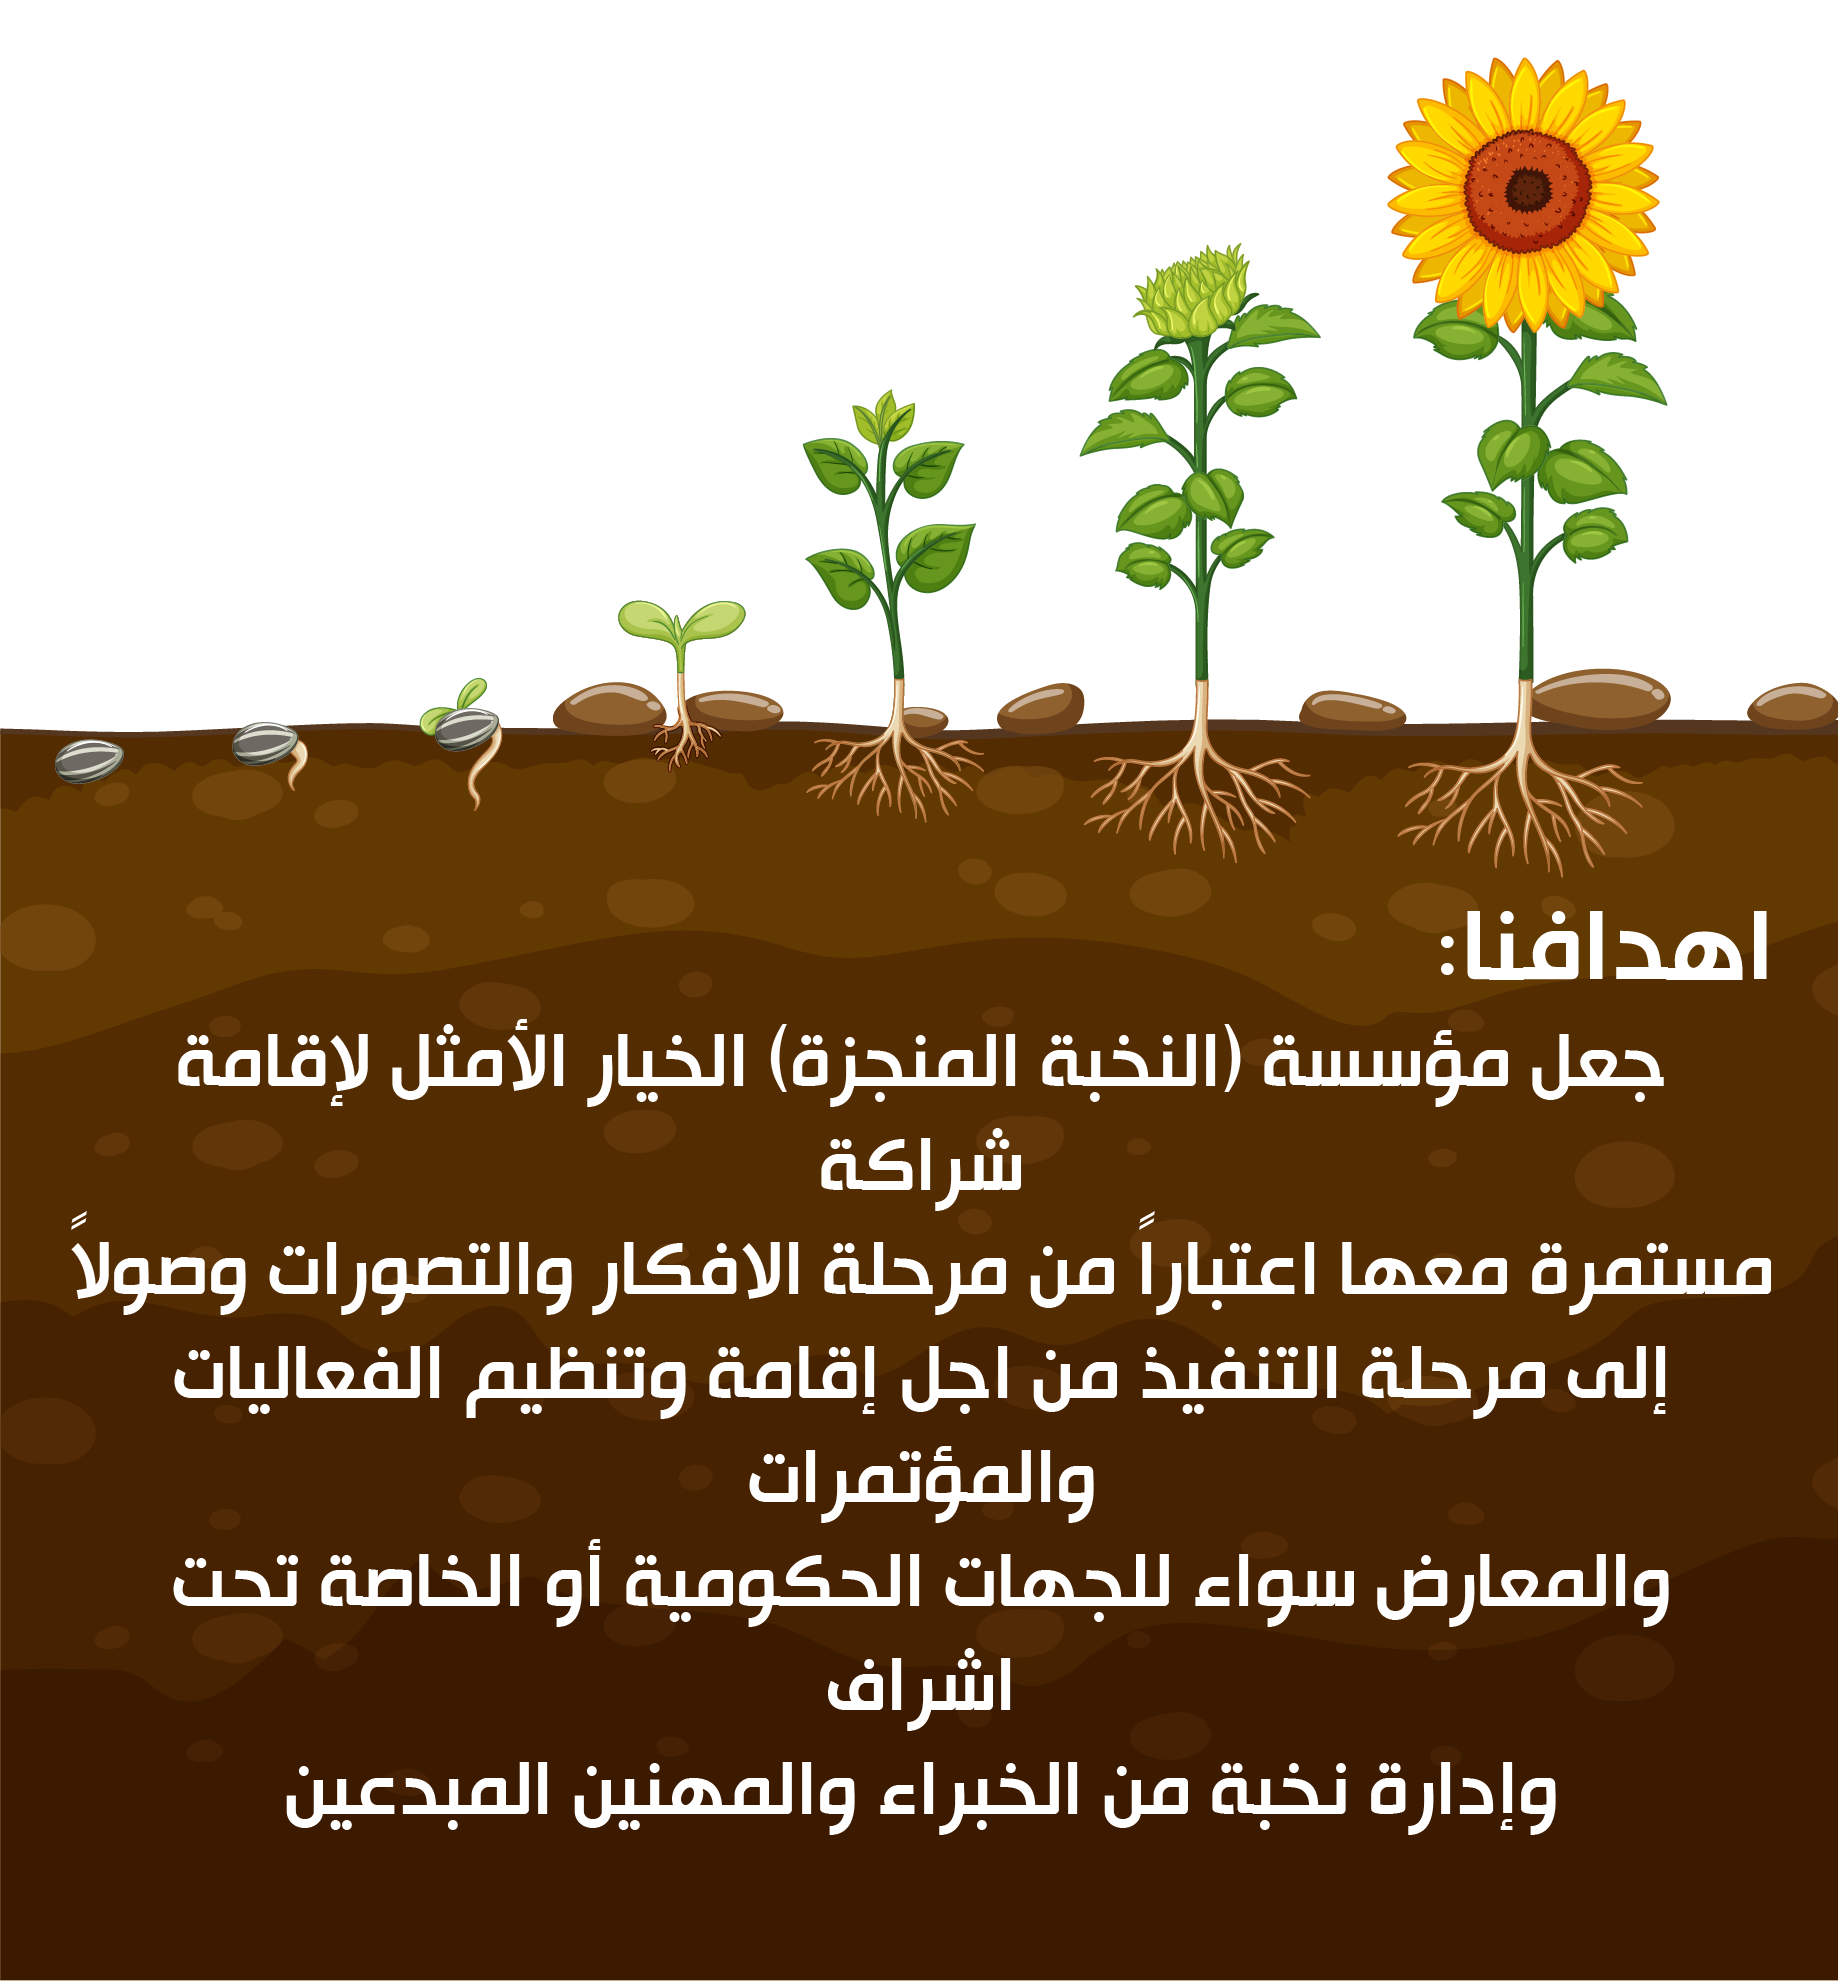 اهدافنا:
جعل مؤسسة (النخبة المنجزة) الخيار الأمثل لإقامة
شراكة
مستمرة معها اعتباراً من مرحلة الافكار والتصورات وصولاً
إلى مرحلة التنفيذ من اجل إقامة وتنظيم الفعاليات
والمؤتمرات
والمعارض سواء للجهات الحكومية أو الخاصة تحت
اشراف
وإدارة نخبة من الخبراء والمهنين المبدعين